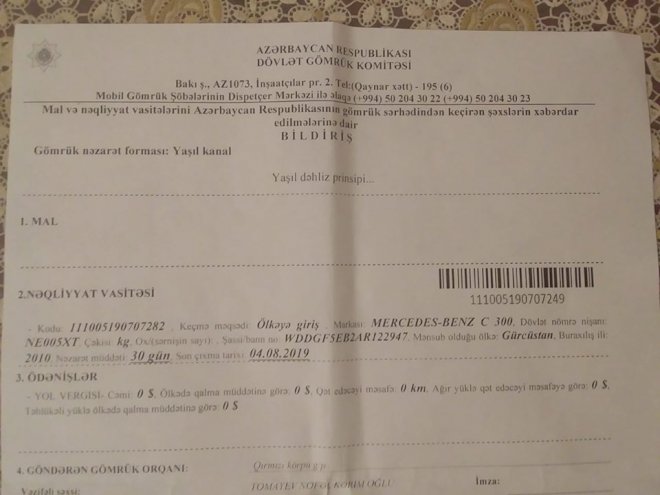 AZƏRBAYCAN RESPUBLİKASI
DÖVLƏT GÖMRÜK KOMİTƏSİ
Bakı ş., AZ1073, İnşaatçılar pr. 2. Tel:(Qaynar xətt) - 195 (6)
Mobil Gömrük Şöbələrinin Dispetçer Mərkəzi ilə əlaqə (+994) 50 204 30 22 (+994) 50 204 30 23
Mal və nəqliyyat vasitələrini Azərbaycan Respublikasının gömrük sərhədindən keçirən şəxslərin xəbərdar
edilmələrinə dair
BİLDİRİŞ
Gömrük nəzarət forması: Yaşıl kanal
Yaşıl dəhliz prinsipi...
1. MAL
111005190707249
2.NƏQLİYYAT VASİTƏSİ
- Kodu: 111005190707282 , Keçmə məqsədi: Ölkəyə giriş , Markası: MERCEDES-BENZ C 300, Dövlət nömrə nişanı:
NE005XT, Çəkisi: kg, Ox/(sərnişin sayı): , Şassi/ban no: WDDGF5EB2AR122947, Mənsub olduğu ölkə: Gürcüstan, Buraxılış ili:
2010 Nəzarət müddəti: 30 gün, Son çıxma tarixi: 04.08.2019
3. ÖDƏNİŞLƏR
- YOL VERGİSİ- Cəmi: 0 $, Ölkədə qalma müddətinə görə: 0 $, Qət edəcəyi məsafə: 0 km, Ağır yüklə qət edəcəyi məsafəyə görə: 0 $,
Təhlükəli yüklə ölkədə qalma müddətinə görə: 0 $
4. GÖNDƏRƏN GÖMRÜK ORQANI: Qırmızı körpu g.p
Vəzifəli şəxsi: KƏRİM OĞLU İmza: